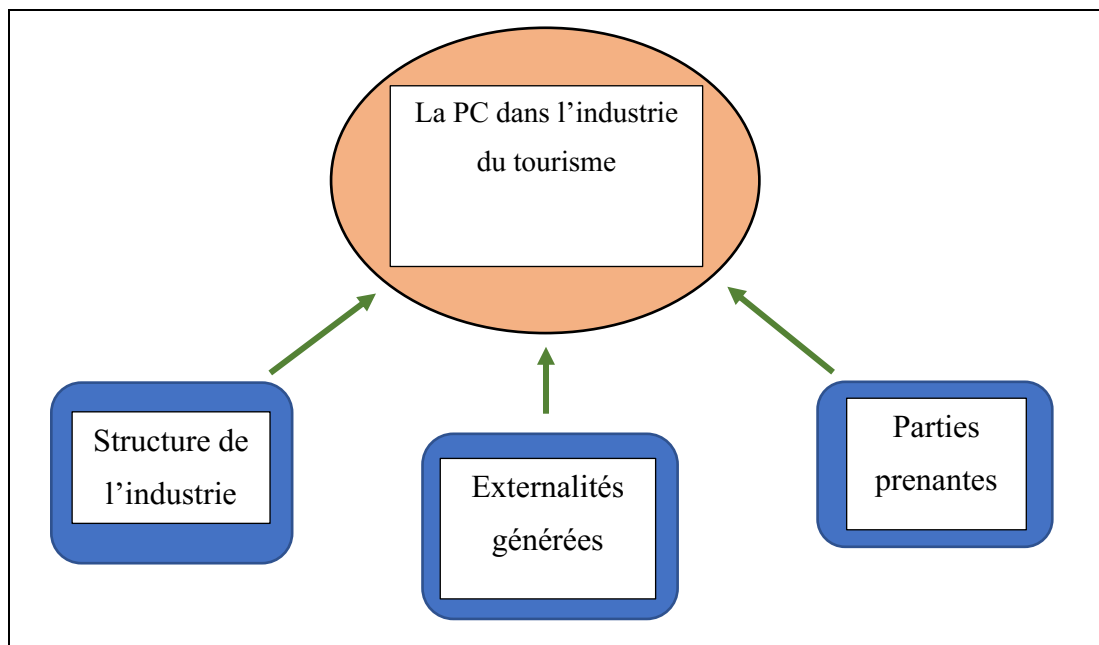 La PC dans l’industrie
du tourisme
Structure de
l’industrie
Externalités
générées
Parties
prenantes